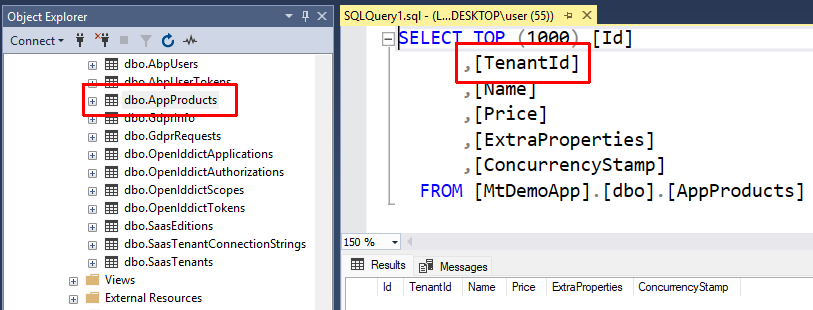 Object Explorer
Connect
dbo.AbpUsers
dbo.AbpUserTokens
dbo.AppProducts
dbo.GdprInfo
dbo.GdprRequests
dbo.OpenIddictApplications
dbo.OpenIddictAuthorizations
dbo.OpenIddictScopes
dbo.OpenIddictTokens
dbo.SaasEditions
dbo.SaasTenantConnectionStrings
dbo.SaasTenants
Views
External Resources
SQLQuery1.sql - (L...DESKTOP\user (55))
SELECT TOP (1000) [Id]
,[TenantId]
,[Name]
,[Price]
,[ExtraProperties]
,[ConcurrencyStamp]
FROM [MtDemoApp].[dbo].[AppProducts]
150 %
Results Messages
Id TenantId Name Price ExtraProperties ConcurrencyStamp